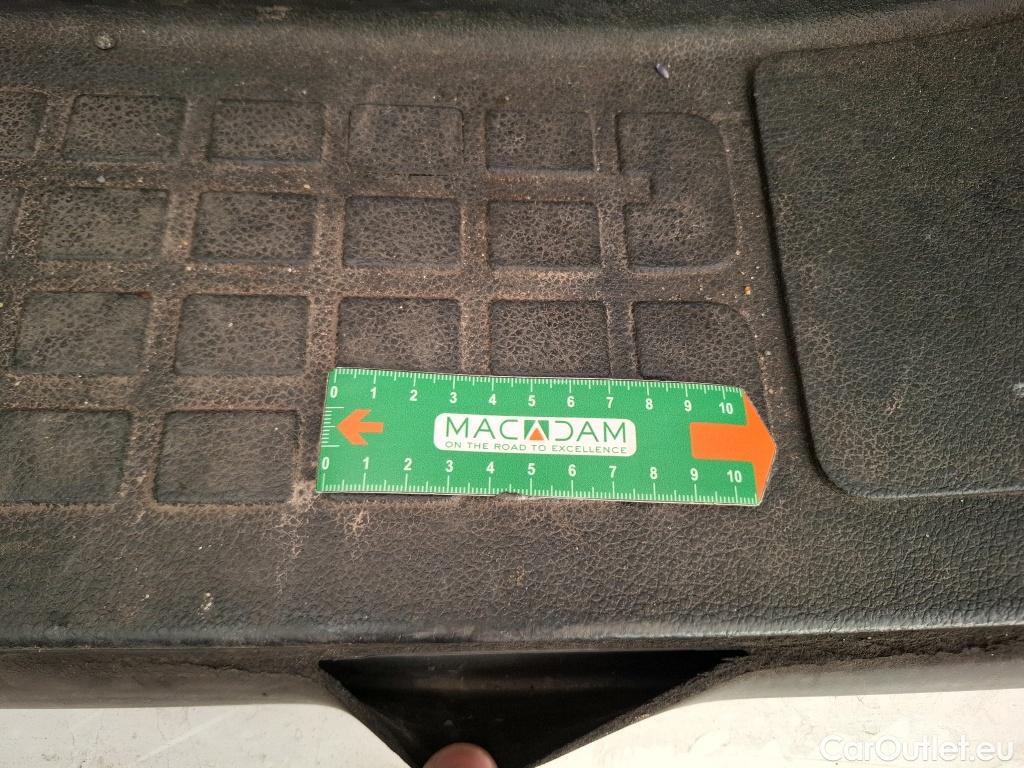 0 1 2 3 4 5 6 7 8 9 10
MACADAM
ON THE ROAD TO EXCELLENCE
0 1 2 3 4 5 6 7 8 9 10
CarOutlet.eu